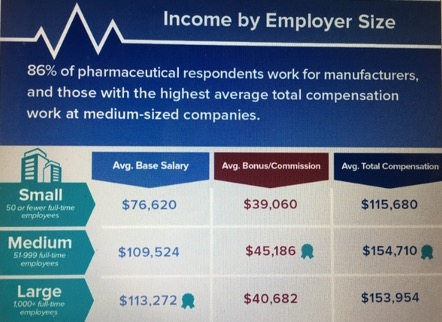 Income by Employer Size
86% of pharmaceutical respondents work for manufacturers,
and those with the highest average total compensation
work at medium-sized companies.
Avg. Base Salary
Avg. Bonus/Commission
Avg. Total Compensation
Small
50 or fewer full-time
employees
$76,620
$39,060
$115,680
Medium
51-999 full-time
employees
$109,524
$45,186
$154,710
Large
1,000+ full-time
employees
$113,272
$40,682
$153,954